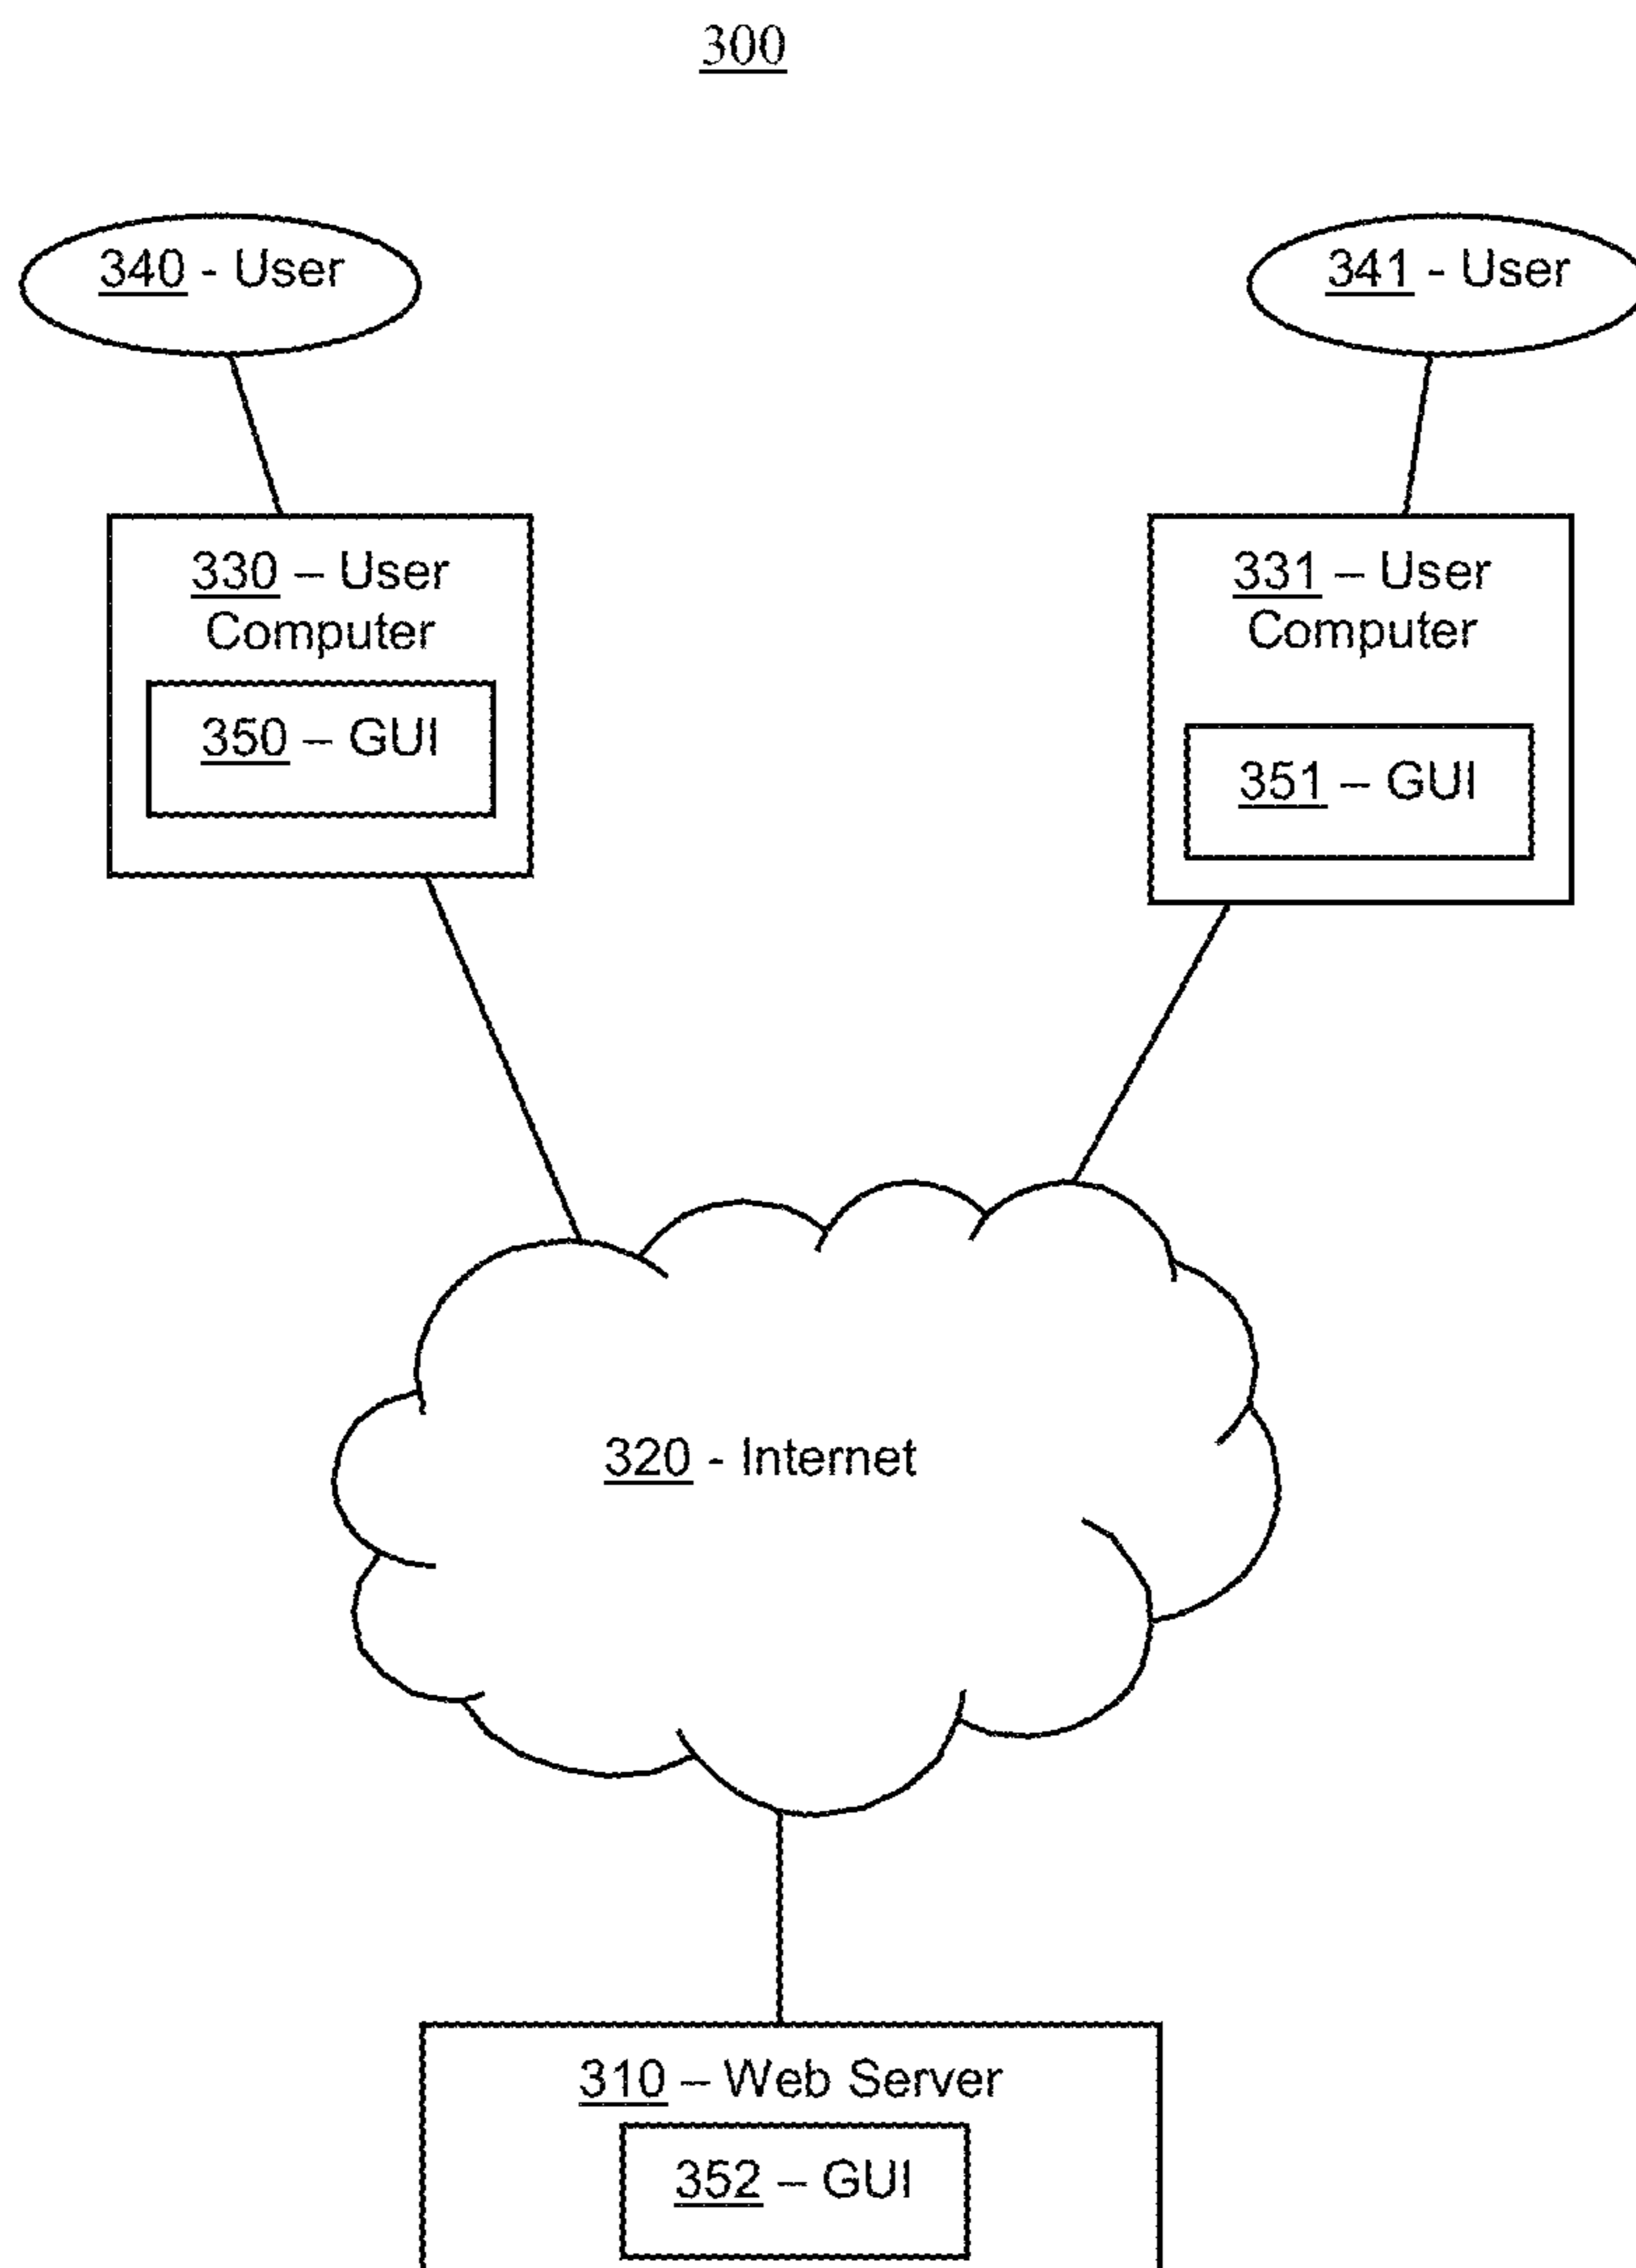 300
340 - User
341 - User
330 – User
Computer
350 – GUI
331 – User
Computer
351 – GUI
320 - Internet
310 – Web Server
352 – GUI